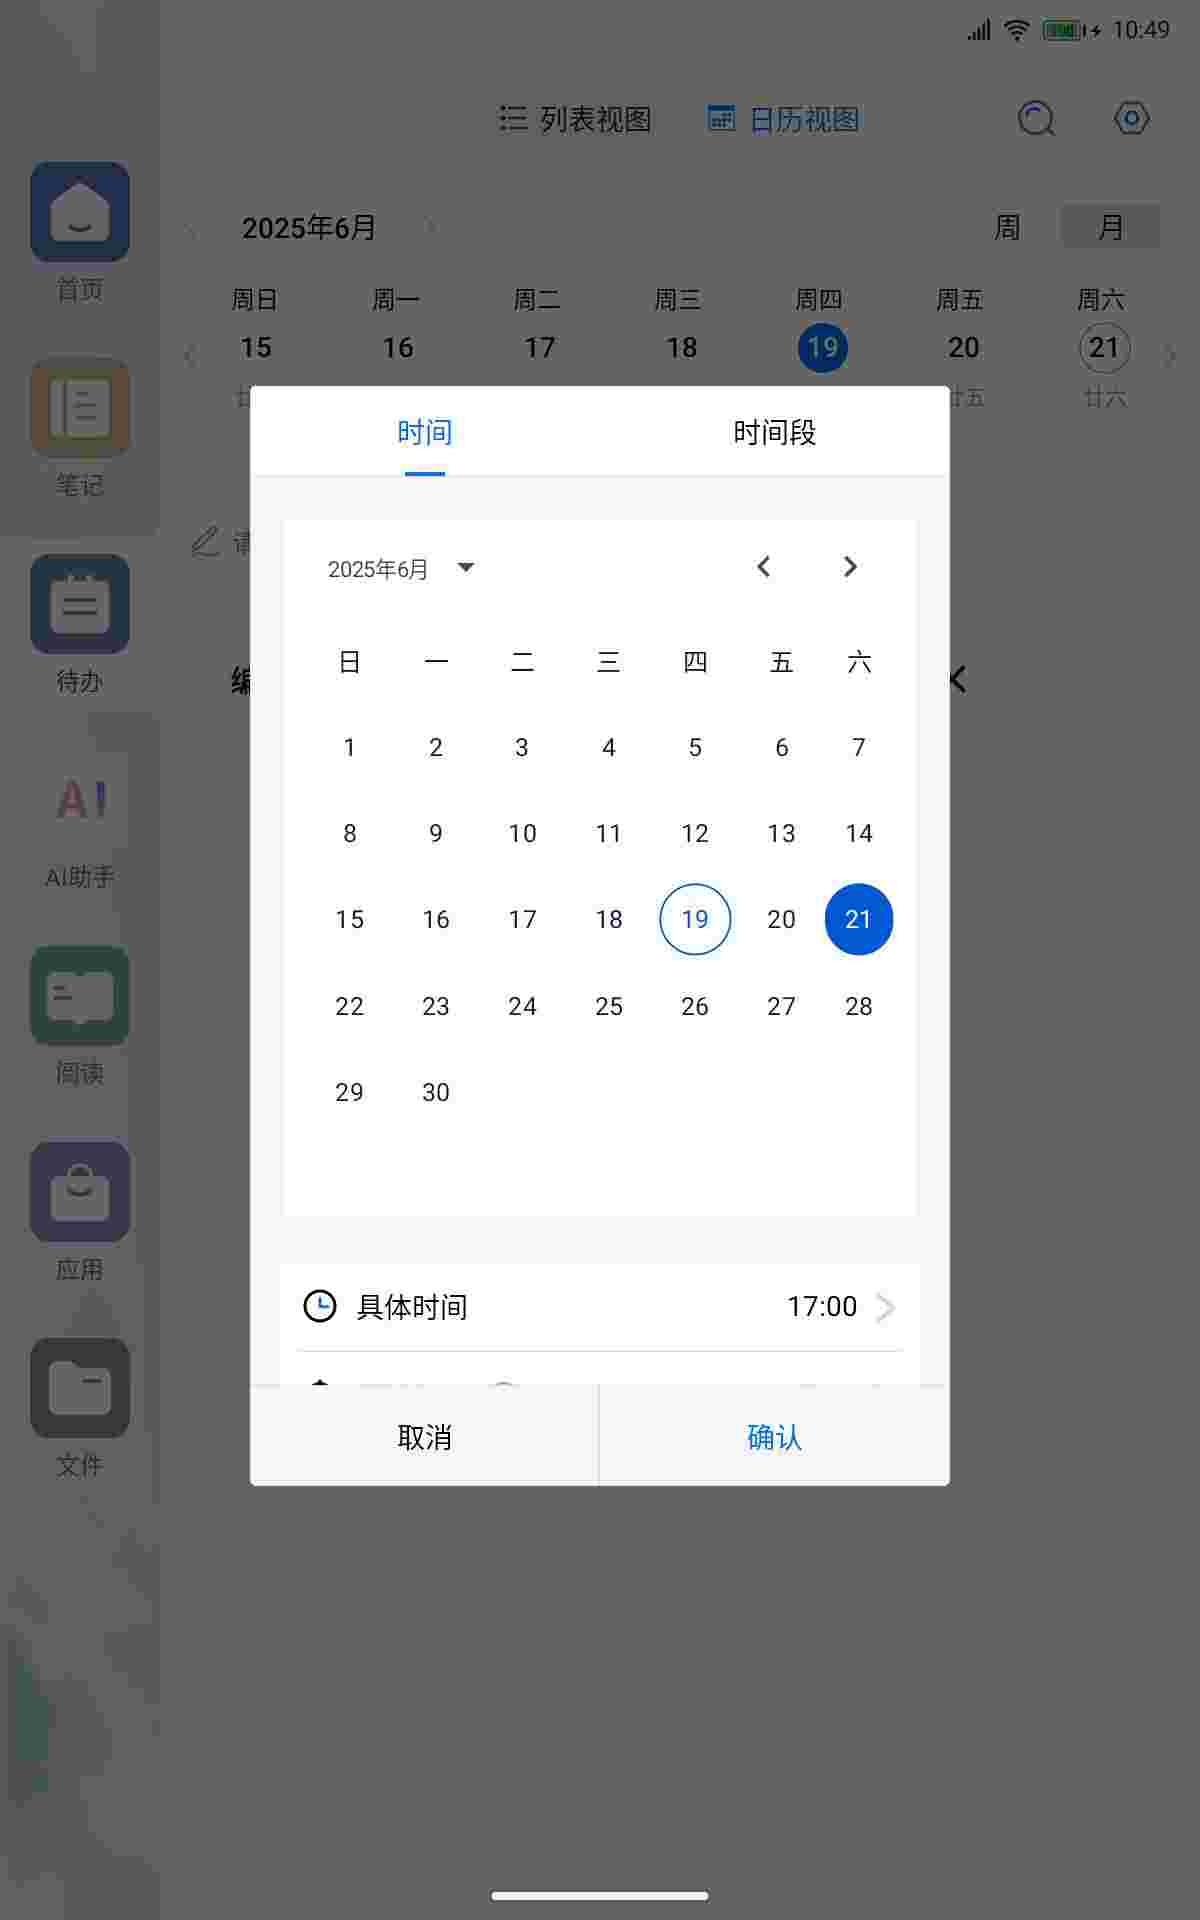 10:49
列表视图 日历视图
2025年6月 周 月
周日 周一 周二 周三 周四 周五 周六
15 16 17 18 19 20 21
廿 廿五 廿六
首页
笔记
待办
AI
AI助手
阅读
应用
文件
请
编
时间 时间段
2025年6月
日 一 二 三 四 五 六
1 2 3 4 5 6 7
8 9 10 11 12 13 14
15 16 17 18 19 20 21
22 23 24 25 26 27 28
29 30
具体时间 17:00
取消 确认